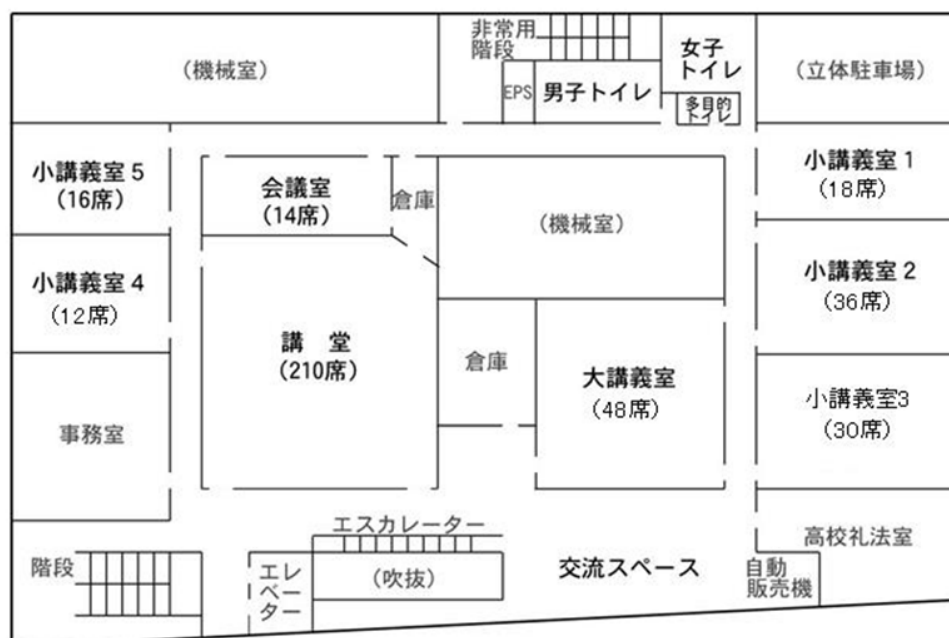 (機械室)
非常用
階段
EPS
男子トイレ
女子
トイレ
多目的
トイレ
(立体駐車場)
小講義室5
(16席)
会議室
(14席)
倉庫
(機械室)
小講義室1
(18席)
小講義室4
(12席)
講 堂
(210席)
倉庫
大講義室
(48席)
小講義室2
(36席)
事務室
小講義室3
(30席)
階段
エレベーター
エスカレーター
(吹抜)
交流スペース
高校礼法室
自動
販売機